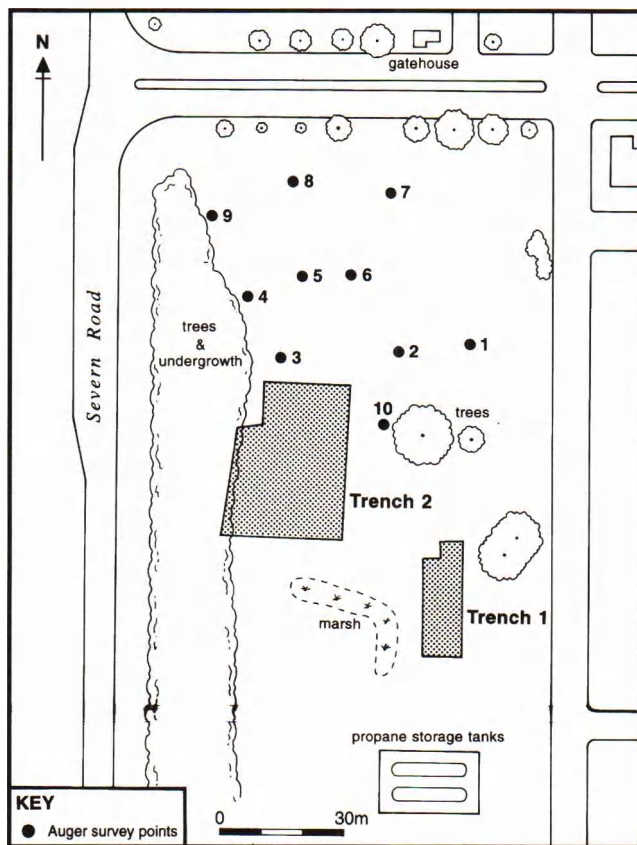 N
gatehouse
8
7
9
5
6
4
trees
&
undergrowth
Severn Road
1
2
3
10
trees
Trench 2
Trench 1
marsh
propane storage tanks
KEY
Auger survey points
0 30m